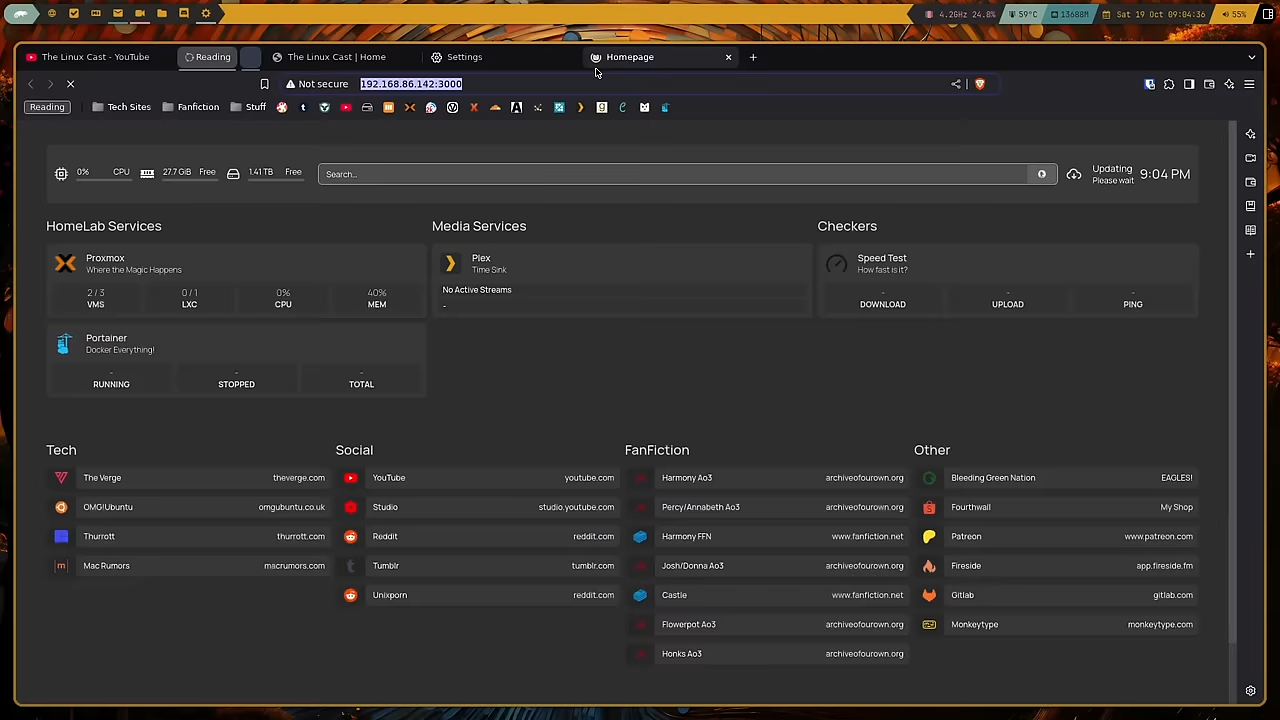 4.2GHz 24.0% 59°C 13688M Sat 19 Oct 09:04:36 55%
The Linux Cast - YouTube Reading The Linux Cast | Home Settings Homepage
Not secure 192.168.86.142:3000
Reading Tech Sites Fanfiction Stuff
0% CPU 27.7 GiB Free 1.41 TB Free Search... Updating 9:04 PM
Please wait
HomeLab Services Media Services Checkers
Proxmox Plex Speed Test
Where the Magic Happens Time Sink How fast is it?
2 / 3 0 / 1 0% 40% No Active Streams - - -
VMS LXC CPU MEM - DOWNLOAD UPLOAD PING
Portainer
Docker Everything!
- - -
RUNNING STOPPED TOTAL
Tech Social FanFiction Other
The Verge theverge.com YouTube youtube.com Harmony Ao3 archiveofourown.org Bleeding Green Nation EAGLES!
OMG!Ubuntu omgubuntu.co.uk Studio studio.youtube.com Percy/Annabeth Ao3 archiveofourown.org Fourthwall My Shop
Thurrott thurrott.com Reddit reddit.com Harmony FFN www.fanfiction.net Patreon www.patreon.com
Mac Rumors macrumors.com Tumblr tumblr.com Josh/Donna Ao3 archiveofourown.org Fireside app.fireside.fm
Unixporn reddit.com Castle www.fanfiction.net Gitlab gitlab.com
Flowerpot Ao3 archiveofourown.org Monkeytype monkeytype.com
Honks Ao3 archiveofourown.org